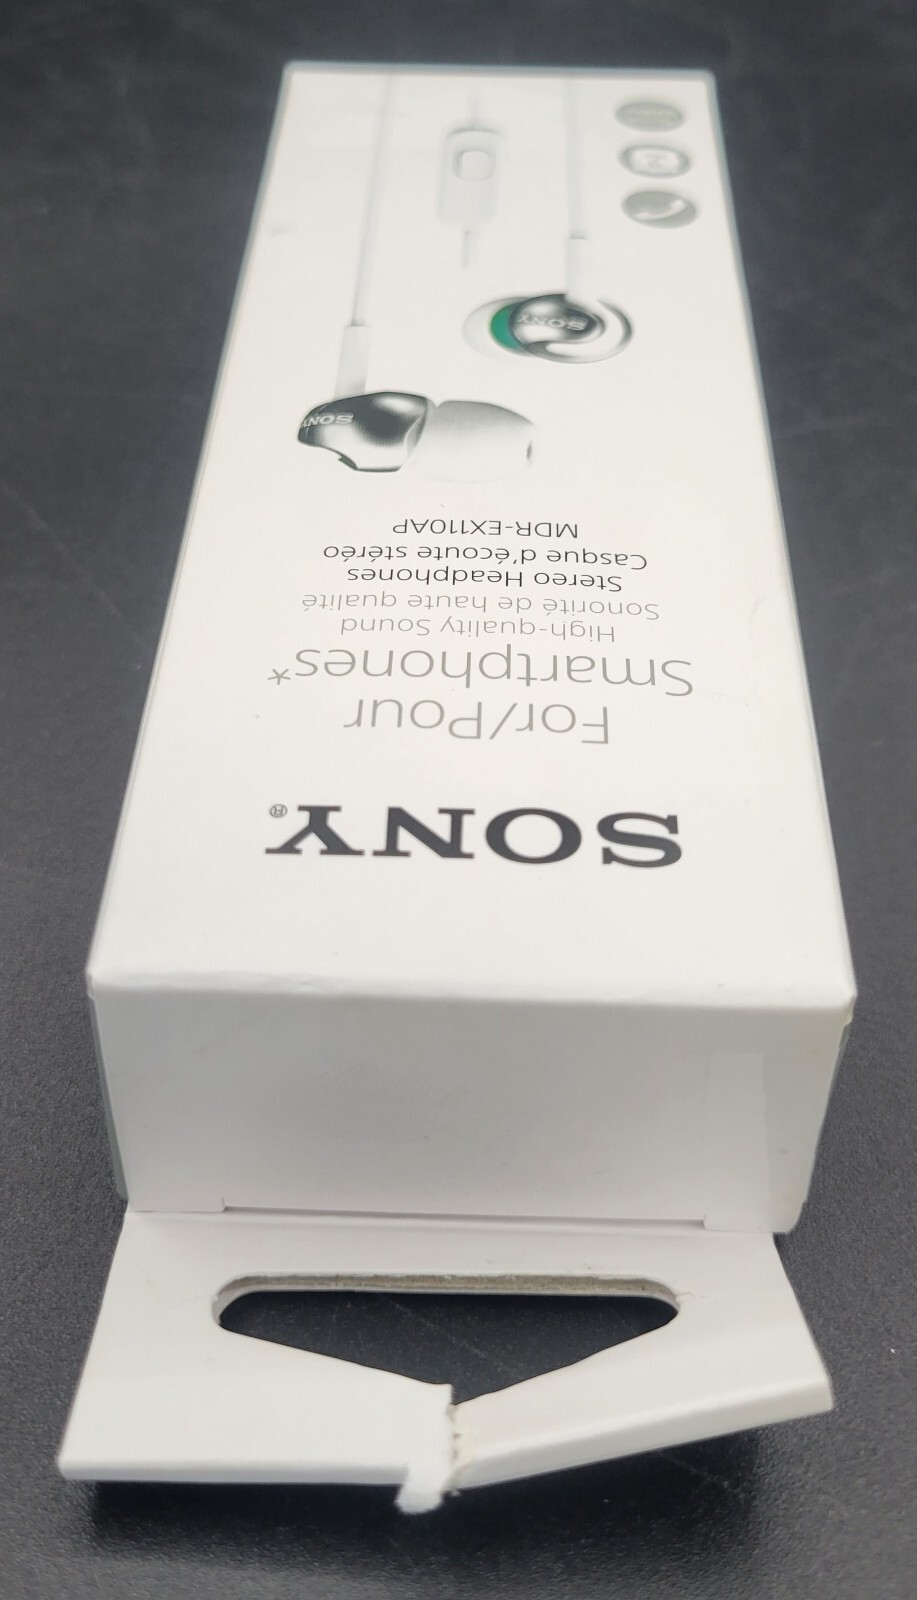 SONY®
For/Pour
Smartphones*
High-quality Sound
Sonorité de haute qualité
Stereo Headphones
Casque d'écoute stéréo
MDR-EX110AP
SONY
SONY